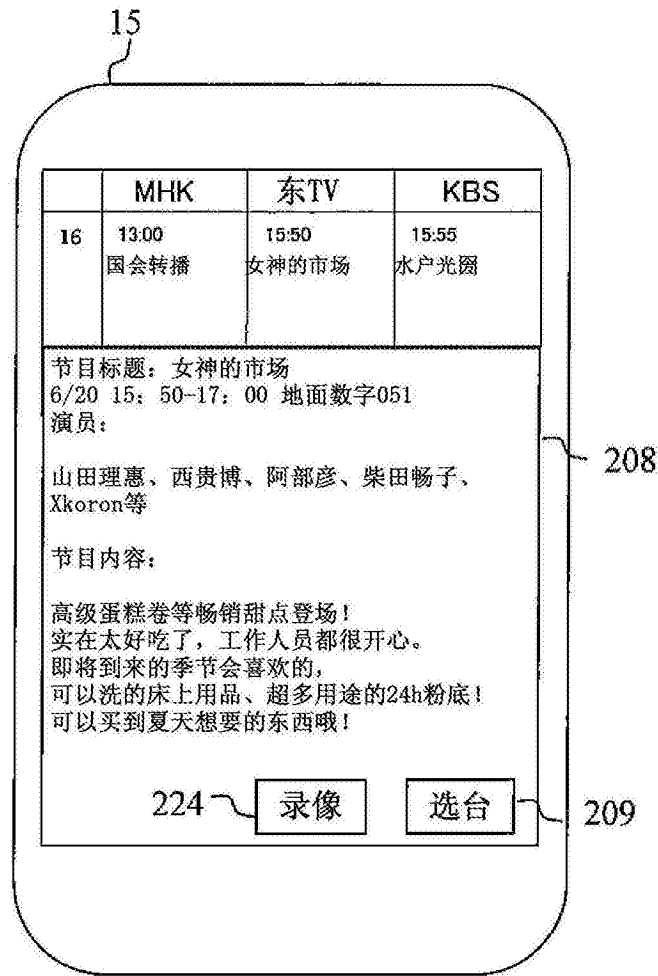 15
MHK 东TV KBS
16 13:00 15:50 15:55
国会转播 女神的市场 水户光圀
节目标题：女神的市场
6/20 15：50-17：00 地面数字051
演员：
208
山田理惠、西贵博、阿部彦、柴田畅子、
Xkoron等
节目内容：
高级蛋糕卷等畅销甜点登场！
实在太好吃了，工作人员都很开心。
即将到来的季节会喜欢的，
可以洗的床上用品、超多用途的24h粉底！
可以买到夏天想要的东西哦！
224 录像 选台 209